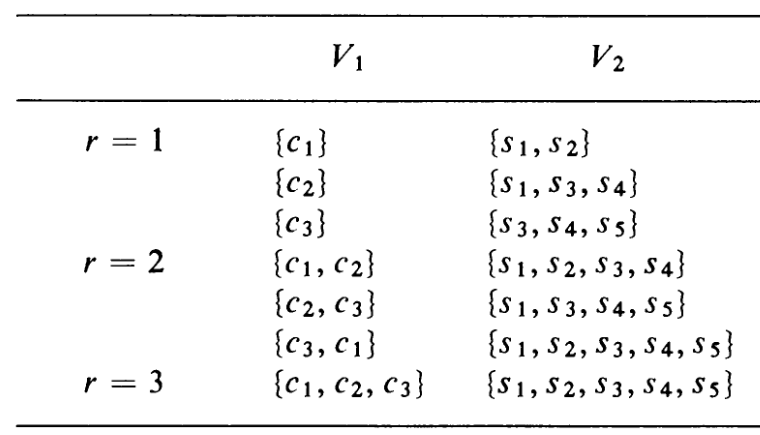 V₁ V₂
r = 1 {c₁} {s₁, s₂}
{c₂} {s₁, s₃, s₄}
{c₃} {s₃, s₄, s₅}
r = 2 {c₁, c₂} {s₁, s₂, s₃, s₄}
{c₂, c₃} {s₁, s₃, s₄, s₅}
{c₃, c₁} {s₁, s₂, s₃, s₄, s₅}
r = 3 {c₁, c₂, c₃} {s₁, s₂, s₃, s₄, s₅}